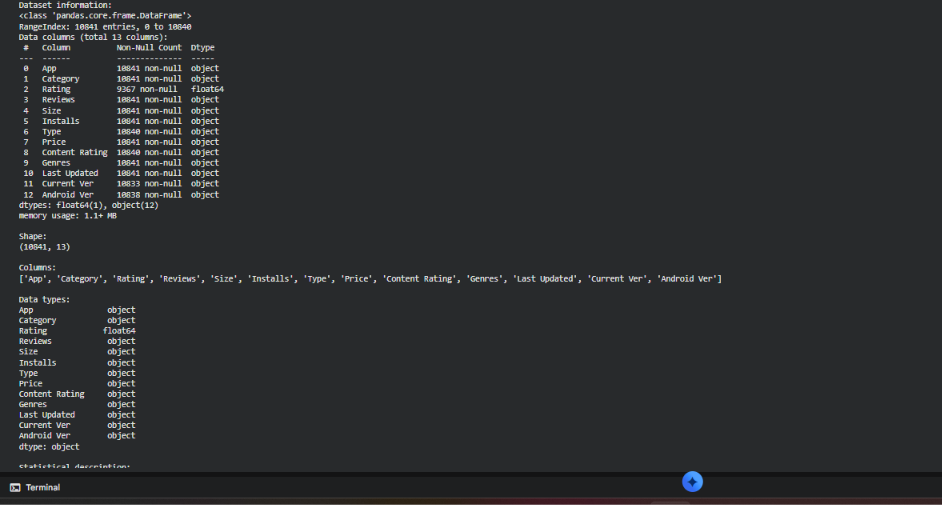 Dataset information:
<class 'pandas.core.frame.DataFrame'>
RangeIndex: 10841 entries, 0 to 10840
Data columns (total 13 columns):
 #   Column          Non-Null Count  Dtype
---  ------          --------------  -----
 0   App             10841 non-null  object
 1   Category        10841 non-null  object
 2   Rating          9367 non-null   float64
 3   Reviews         10841 non-null  object
 4   Size            10841 non-null  object
 5   Installs        10841 non-null  object
 6   Type            10840 non-null  object
 7   Price           10841 non-null  object
 8   Content Rating  10840 non-null  object
 9   Genres          10841 non-null  object
 10  Last Updated    10841 non-null  object
 11  Current Ver     10833 non-null  object
 12  Android Ver     10838 non-null  object
dtypes: float64(1), object(12)
memory usage: 1.1+ MB

Shape:
(10841, 13)

Columns:
['App', 'Category', 'Rating', 'Reviews', 'Size', 'Installs', 'Type', 'Price', 'Content Rating', 'Genres', 'Last Updated', 'Current Ver', 'Android Ver']

Data types:
App               object
Category          object
Rating           float64
Reviews           object
Size              object
Installs          object
Type              object
Price             object
Content Rating    object
Genres            object
Last Updated      object
Current Ver       object
Android Ver       object
dtype: object

Statistical description:
Terminal